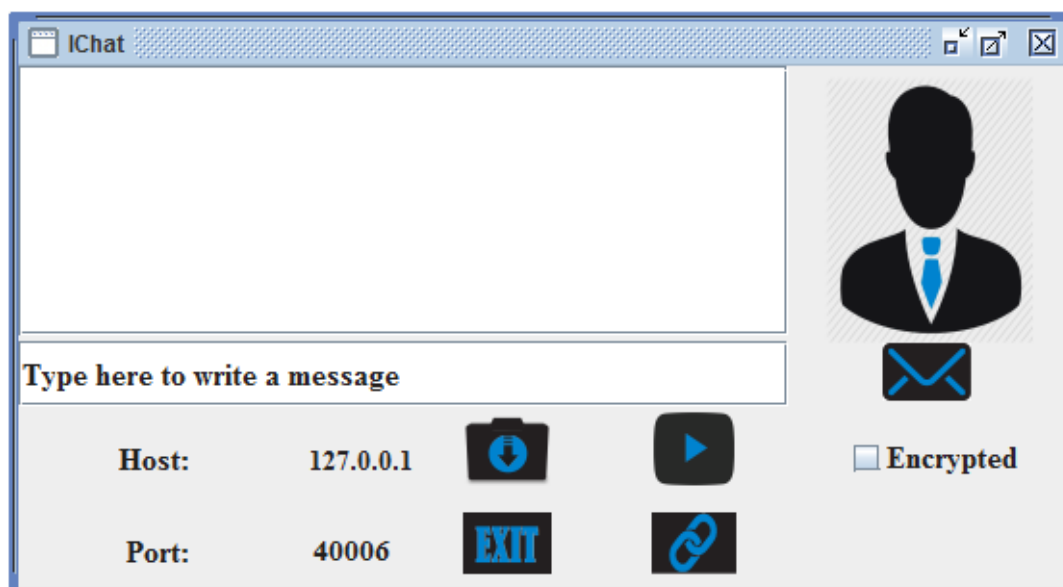 IChat
Type here to write a message
Host: 127.0.0.1
Encrypted
Port: 40006
EXIT